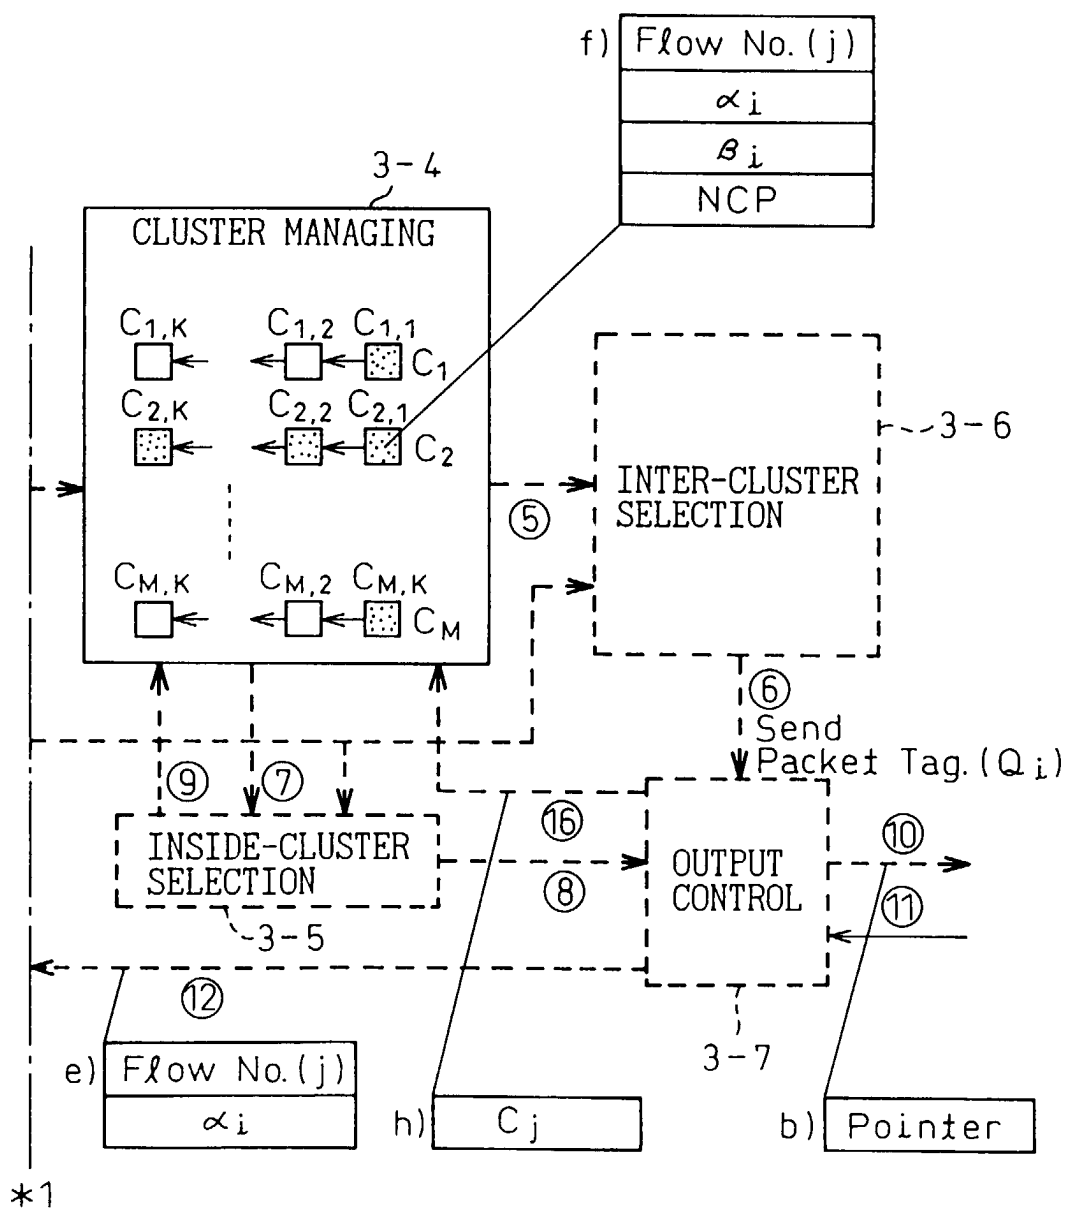 f)
Flow No.(j)
αi
βi
NCP
3-4
CLUSTER MANAGING
C1,K
C1,2
C1,1
C1
C2,K
C2,2
C2,1
C2
3-6
INTER-CLUSTER
SELECTION
⑤
CM,K
CM,2
CM,K
CM
⑥
Send
Packet Tag.(Qi)
⑨
⑦
⑯
⑩
INSIDE-CLUSTER
SELECTION
⑧
OUTPUT
CONTROL
⑪
3-5
⑫
3-7
e)
Flow No.(j)
αi
h)
Cj
b)
Pointer
*1